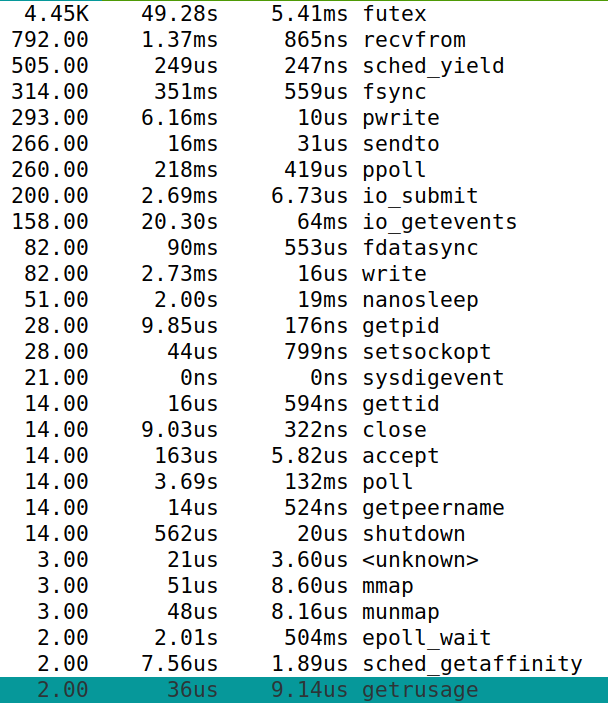 4.45K 49.28s 5.41ms futex
792.00 1.37ms 865ns recvfrom
505.00 249us 247ns sched_yield
314.00 351ms 559us fsync
293.00 6.16ms 10us pwrite
266.00 16ms 31us sendto
260.00 218ms 419us ppoll
200.00 2.69ms 6.73us io_submit
158.00 20.30s 64ms io_getevents
82.00 90ms 553us fdatasync
82.00 2.73ms 16us write
51.00 2.00s 19ms nanosleep
28.00 9.85us 176ns getpid
28.00 44us 799ns setsockopt
21.00 0ns 0ns sysdigevent
14.00 16us 594ns gettid
14.00 9.03us 322ns close
14.00 163us 5.82us accept
14.00 3.69s 132ms poll
14.00 14us 524ns getpeername
14.00 562us 20us shutdown
3.00 21us 3.60us <unknown>
3.00 51us 8.60us mmap
3.00 48us 8.16us munmap
2.00 2.01s 504ms epoll_wait
2.00 7.56us 1.89us sched_getaffinity
2.00 36us 9.14us getrusage